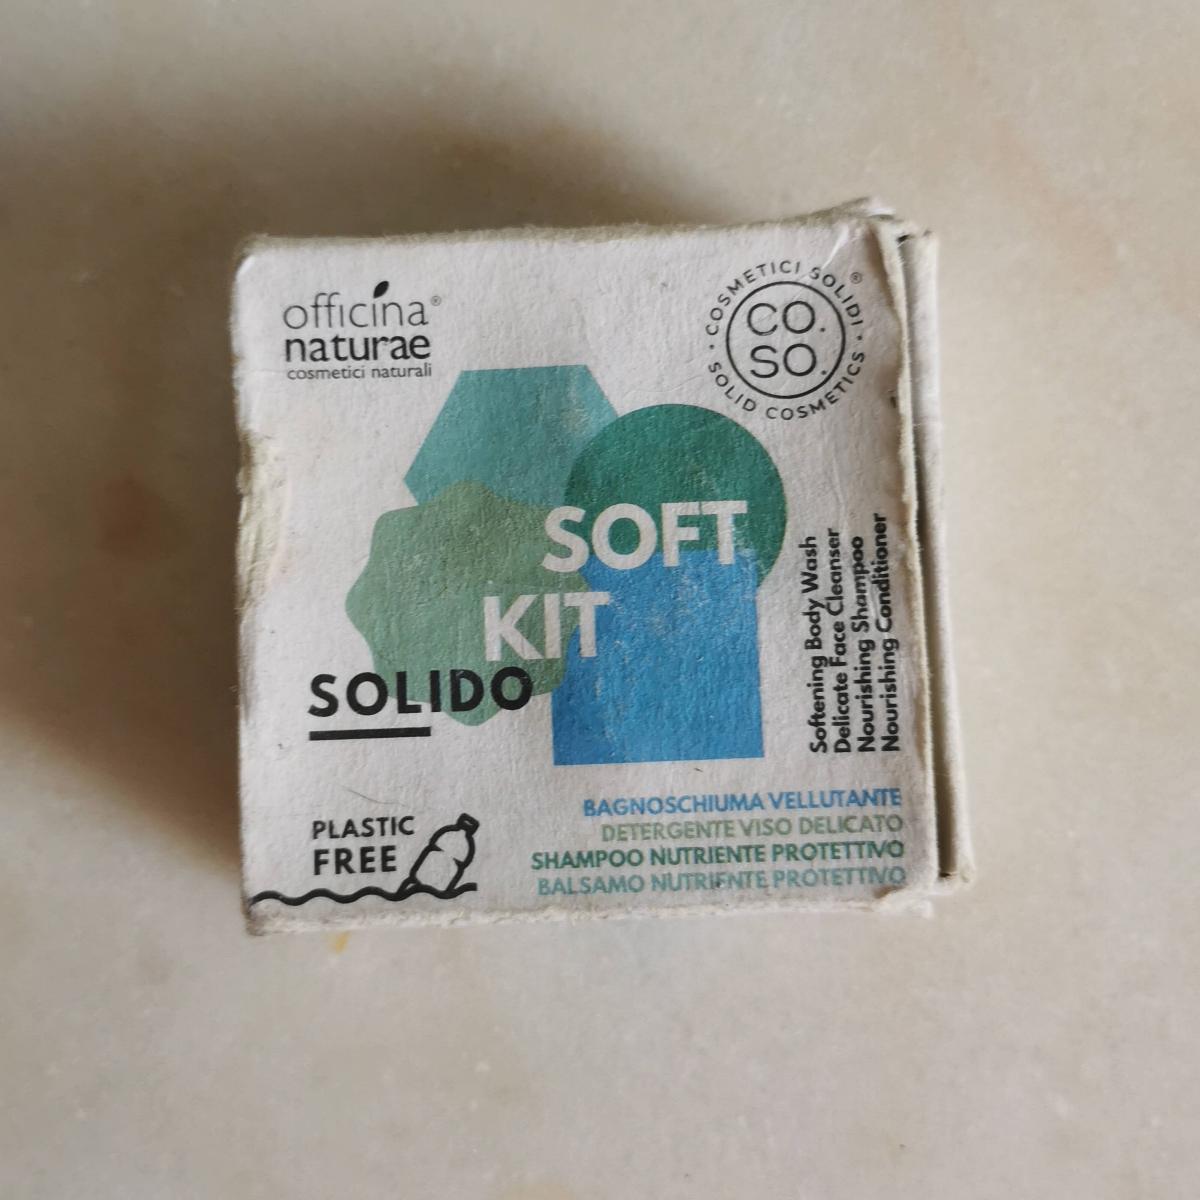 officina®
naturae
cosmetici naturali
COSMETICI SOLIDI ®
CO.
SO.
SOLID COSMETICS
SOFT
KIT
SOLIDO
Softening Body Wash
Delicate Face Cleanser
Nourishing Shampoo
Nourishing Conditioner
PLASTIC
FREE
BAGNOSCHIUMA VELLUTANTE
DETERGENTE VISO DELICATO
SHAMPOO NUTRIENTE PROTETTIVO
BALSAMO NUTRIENTE PROTETTIVO